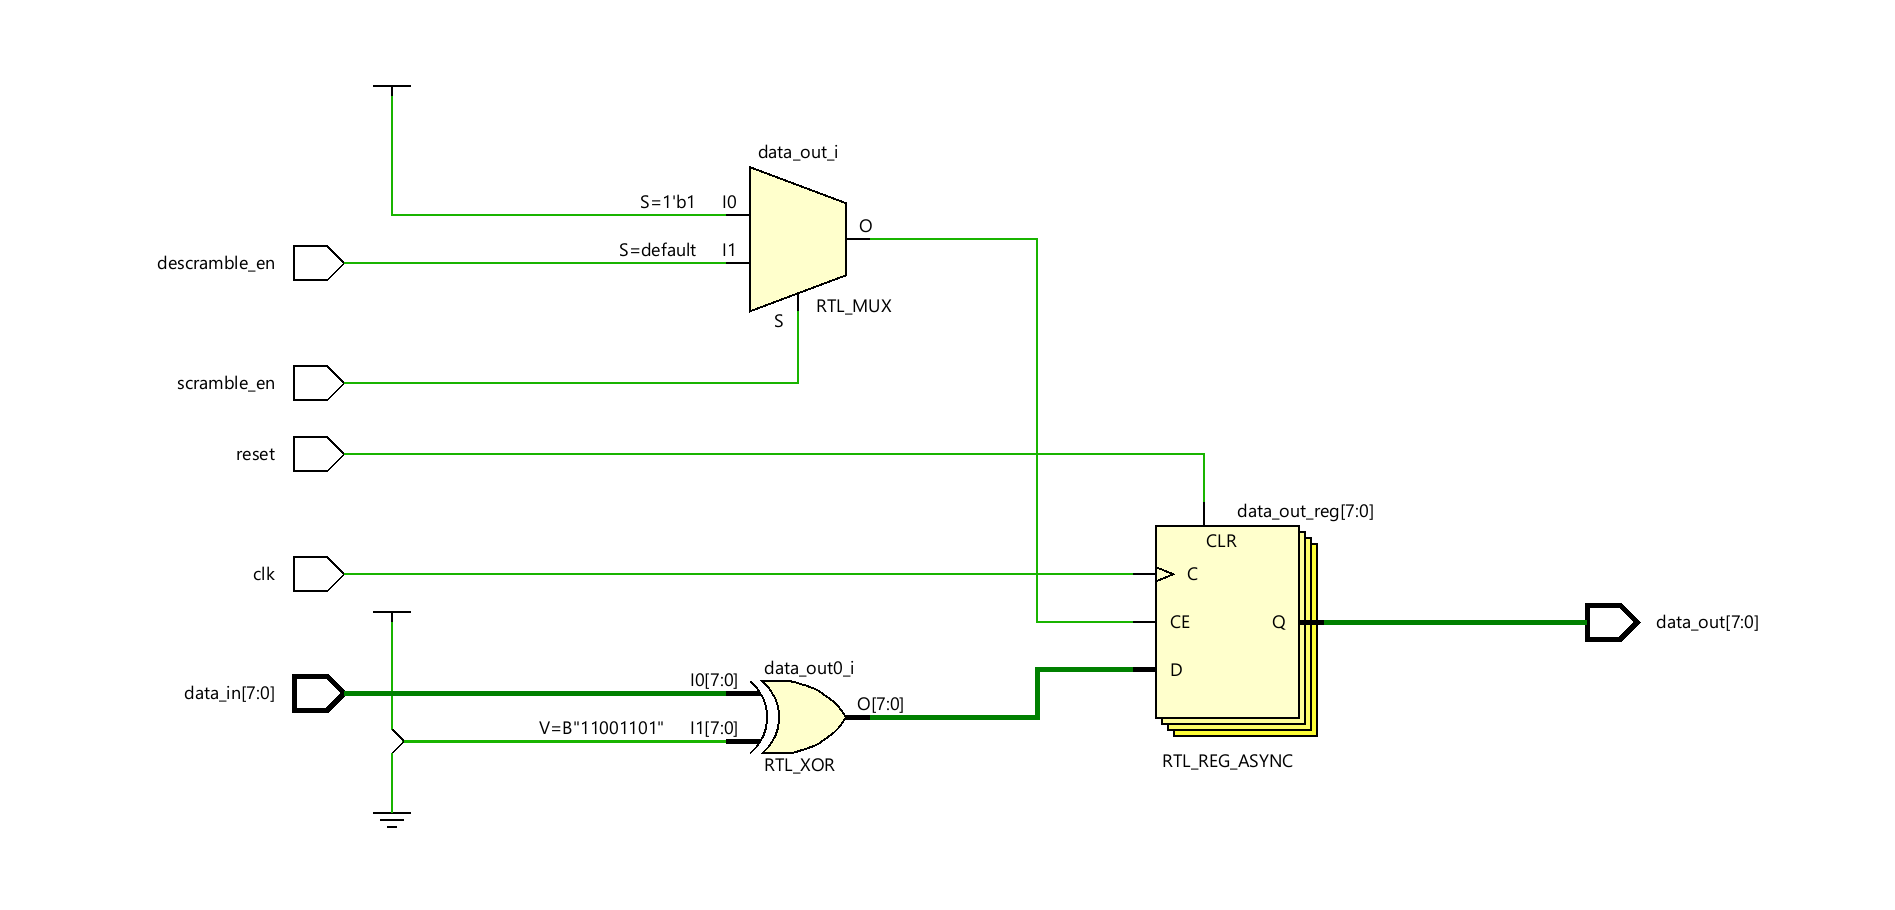 data_out_i
S=1'b1 I0
O
S=default I1
descramble_en
RTL_MUX
S
scramble_en
reset
data_out_reg[7:0]
CLR
clk
C
CE
Q
data_out[7:0]
D
data_out0_i
I0[7:0]
data_in[7:0]
O[7:0]
V=B"11001101" I1[7:0]
RTL_XOR
RTL_REG_ASYNC